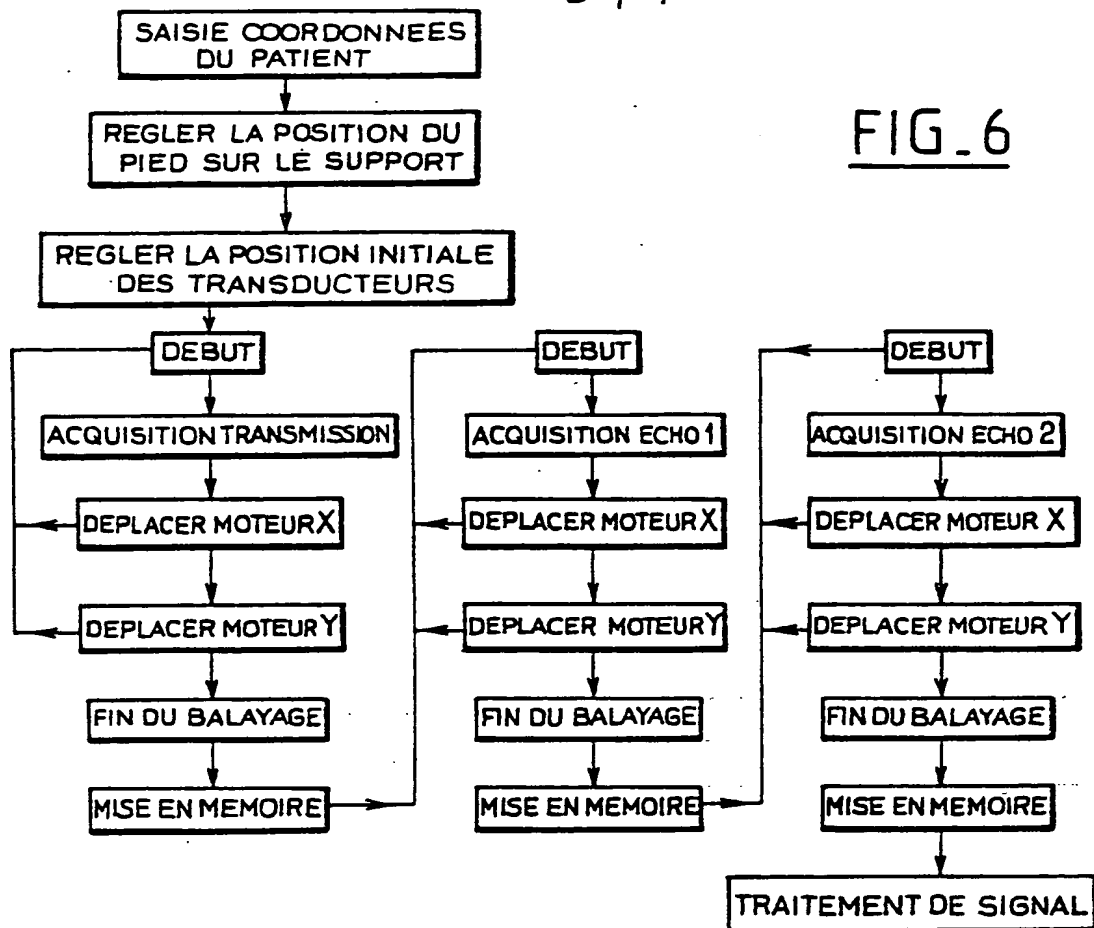 SAISIE COORDONNEES
DU PATIENT
REGLER LA POSITION DU
PIED SUR LE SUPPORT
FIG_6
REGLER LA POSITION INITIALE
DES TRANSDUCTEURS
DEBUT
ACQUISITION TRANSMISSION
DEPLACER MOTEUR X
DEPLACER MOTEUR Y
FIN DU BALAYAGE
MISE EN MEMOIRE
DEBUT
ACQUISITION ECHO 1
DEPLACER MOTEUR X
DEPLACER MOTEUR Y
FIN DU BALAYAGE
MISE EN MEMOIRE
DEBUT
ACQUISITION ECHO 2
DEPLACER MOTEUR X
DEPLACER MOTEUR Y
FIN DU BALAYAGE
MISE EN MEMOIRE
TRAITEMENT DE SIGNAL